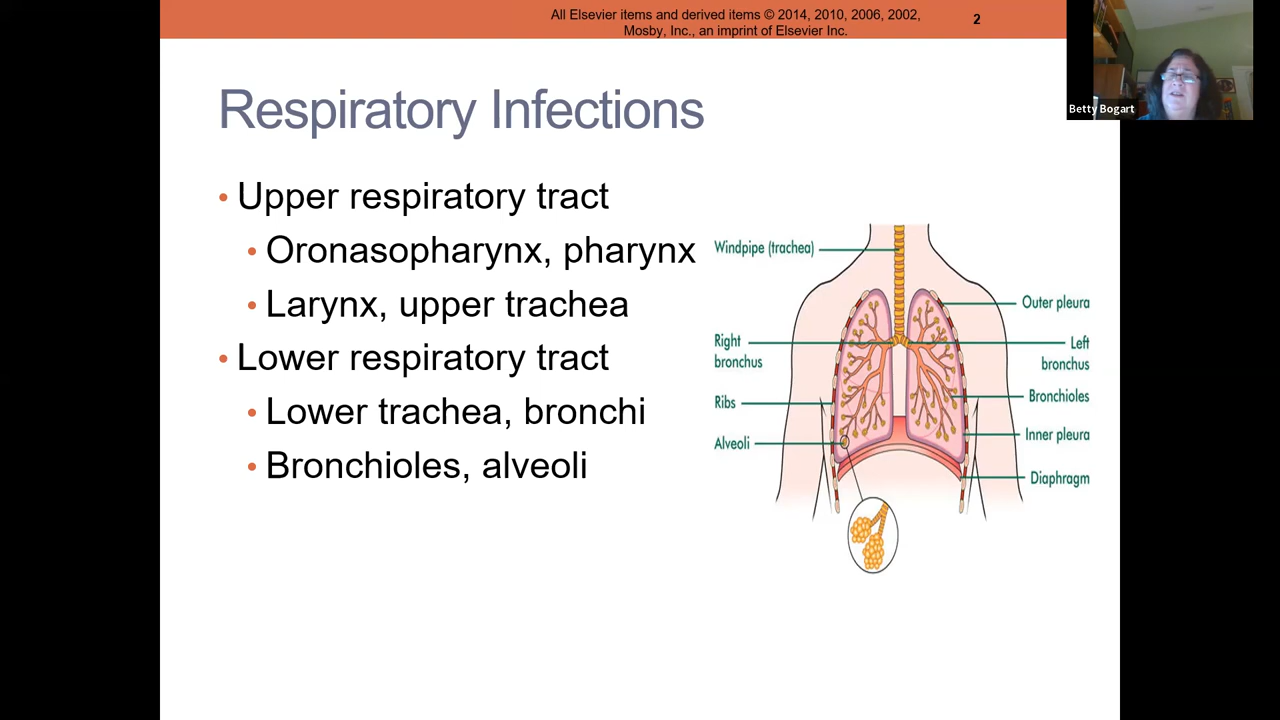 All Elsevier items and derived items © 2014, 2010, 2006, 2002,
Mosby, Inc., an imprint of Elsevier Inc.
2
Betty Bogart
Respiratory Infections
• Upper respiratory tract
• Oronasopharynx, pharynx
• Larynx, upper trachea
• Lower respiratory tract
• Lower trachea, bronchi
• Bronchioles, alveoli
Windpipe (trachea)
Outer pleura
Right
bronchus
Left
bronchus
Ribs
Bronchioles
Alveoli
Inner pleura
Diaphragm